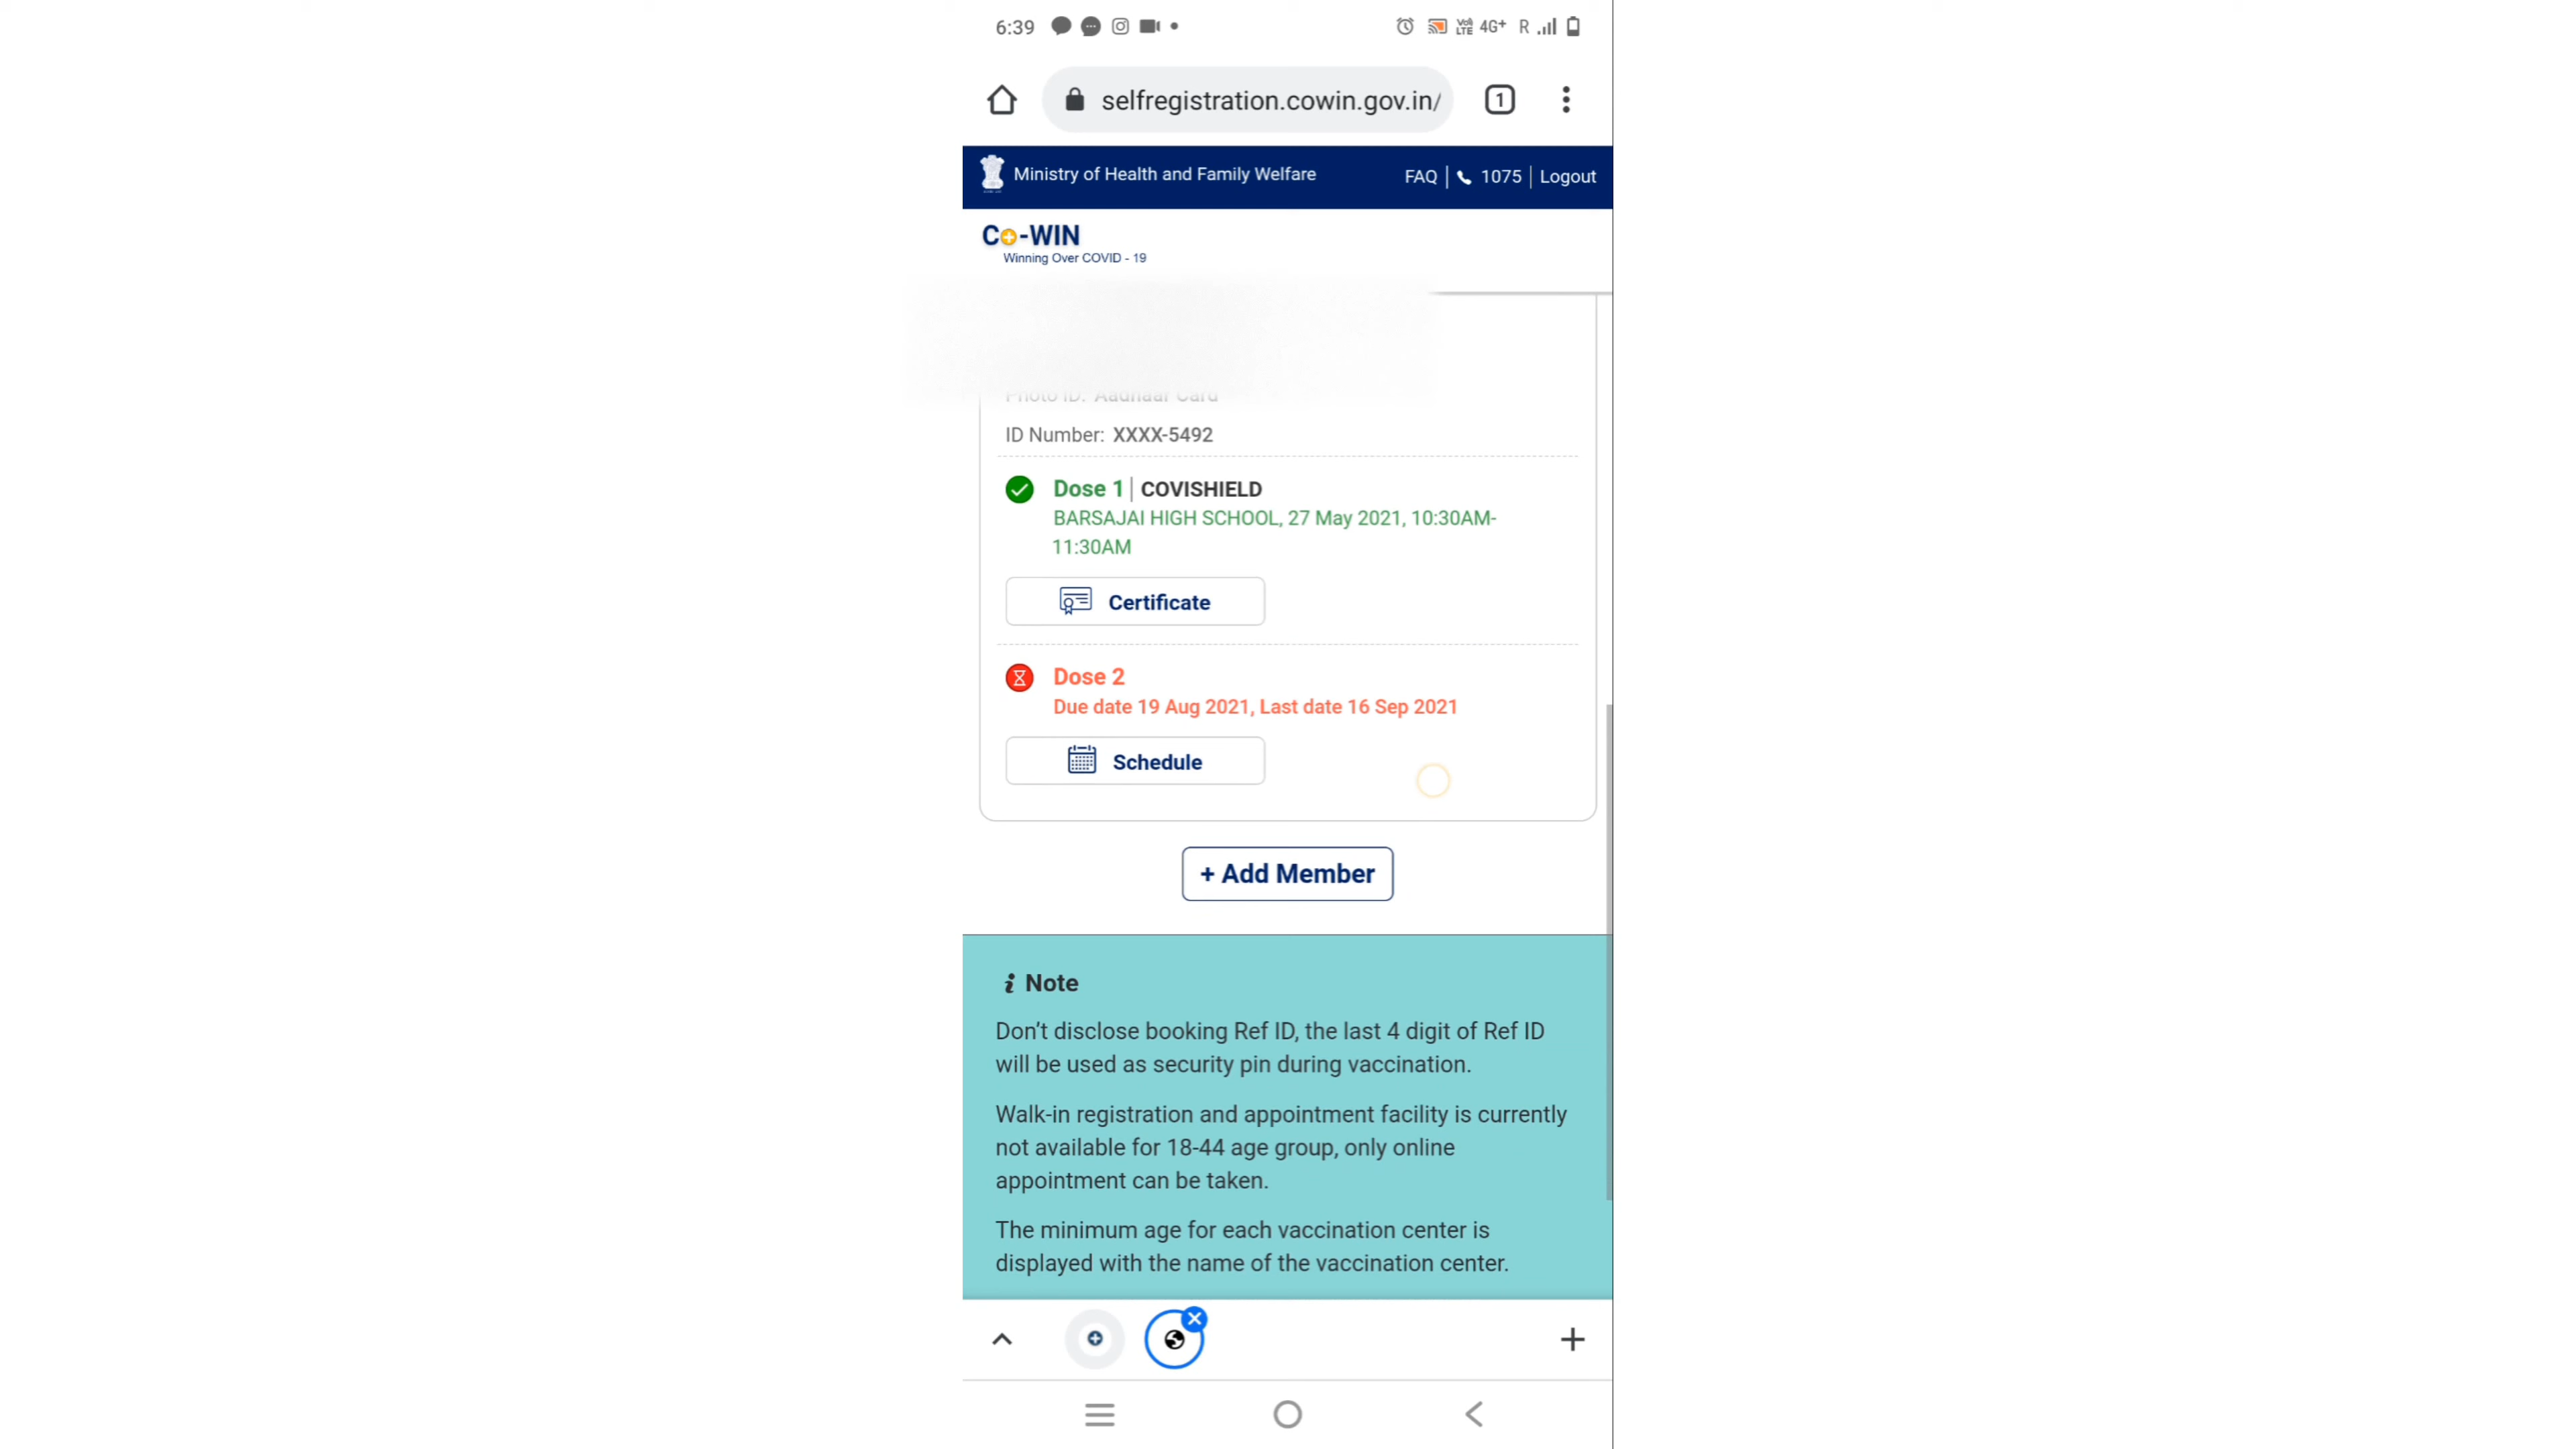 6:39 Vol LTE 4G+ R
selfregistration.cowin.gov.in/ 1
Ministry of Health and Family Welfare FAQ | 1075 | Logout
Co-WIN
Winning Over COVID - 19
Photo ID: Aadhaar Card
ID Number: XXXX-5492
Dose 1 | COVISHIELD
BARSAJAI HIGH SCHOOL, 27 May 2021, 10:30AM-
11:30AM
Certificate
Dose 2
Due date 19 Aug 2021, Last date 16 Sep 2021
Schedule
+ Add Member
i Note
Don't disclose booking Ref ID, the last 4 digit of Ref ID
will be used as security pin during vaccination.
Walk-in registration and appointment facility is currently
not available for 18-44 age group, only online
appointment can be taken.
The minimum age for each vaccination center is
displayed with the name of the vaccination center.